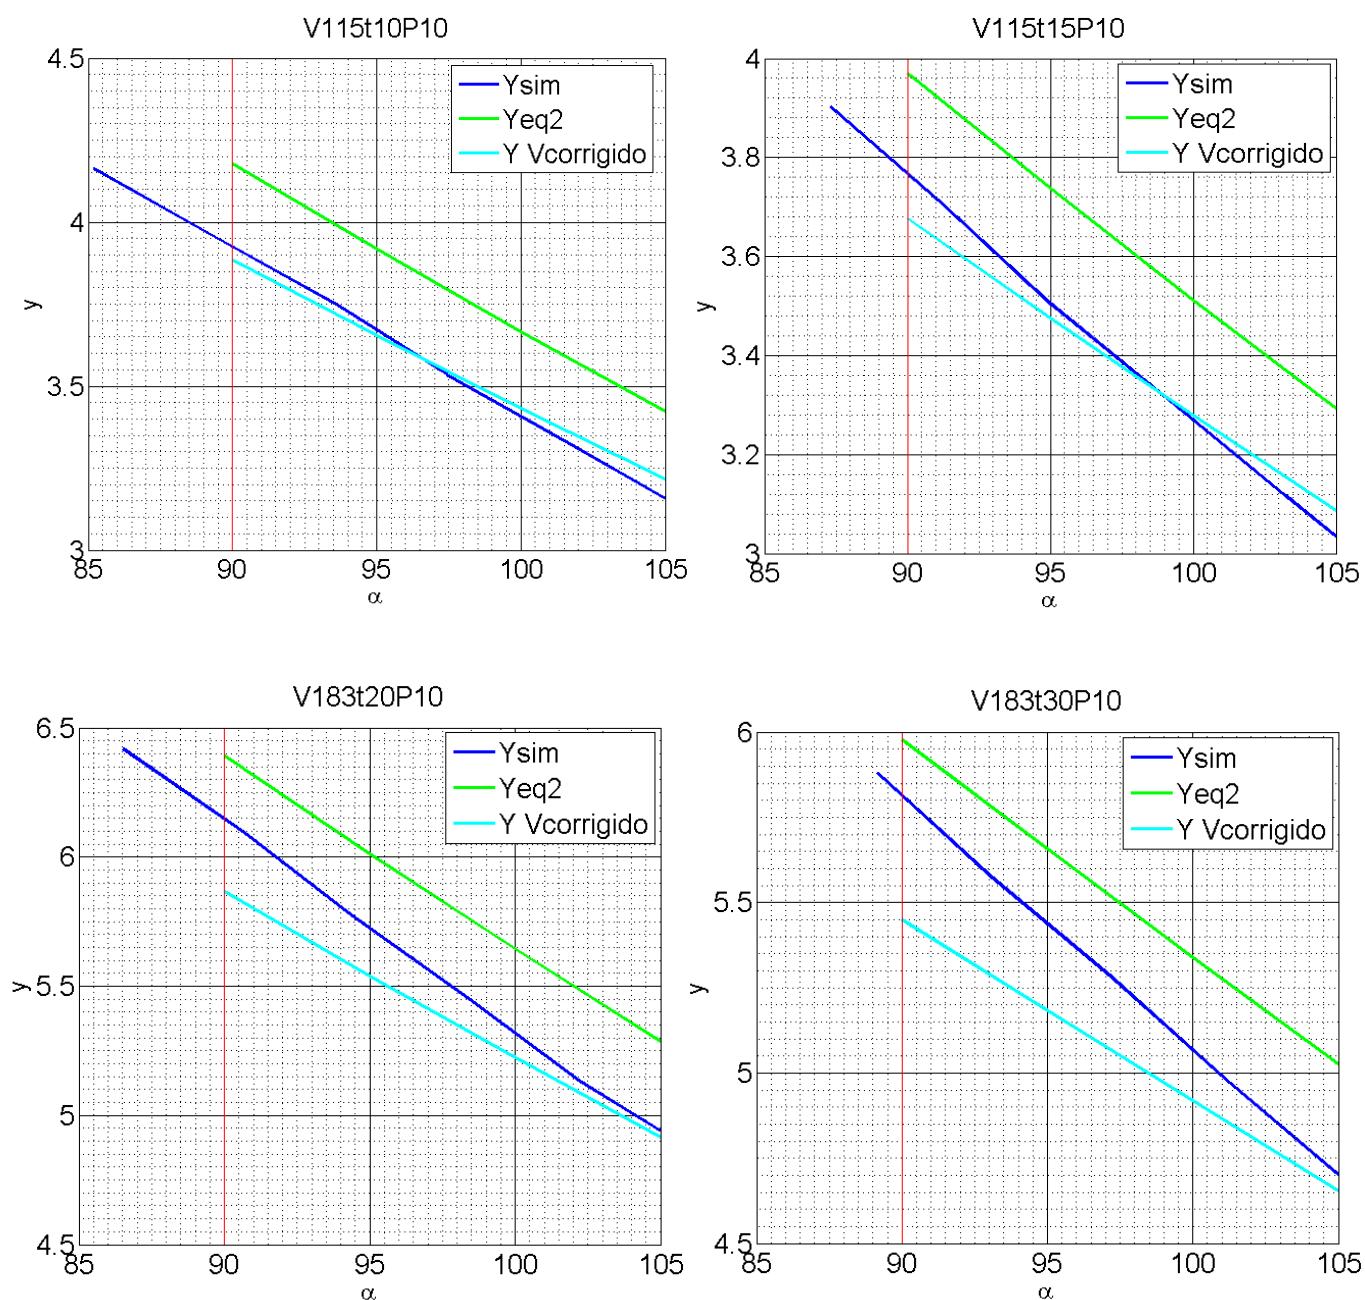 V115t10P10
4.5
4
3.5
3
y
Ysim
Yeq2
Y Vcorrigido
85 90 95 100 105
α
V115t15P10
4
3.8
3.6
3.4
3.2
3
y
Ysim
Yeq2
Y Vcorrigido
85 90 95 100 105
α
V183t20P10
6.5
6
5.5
5
4.5
y
Ysim
Yeq2
Y Vcorrigido
85 90 95 100 105
α
V183t30P10
6
5.5
5
4.5
y
Ysim
Yeq2
Y Vcorrigido
85 90 95 100 105
α